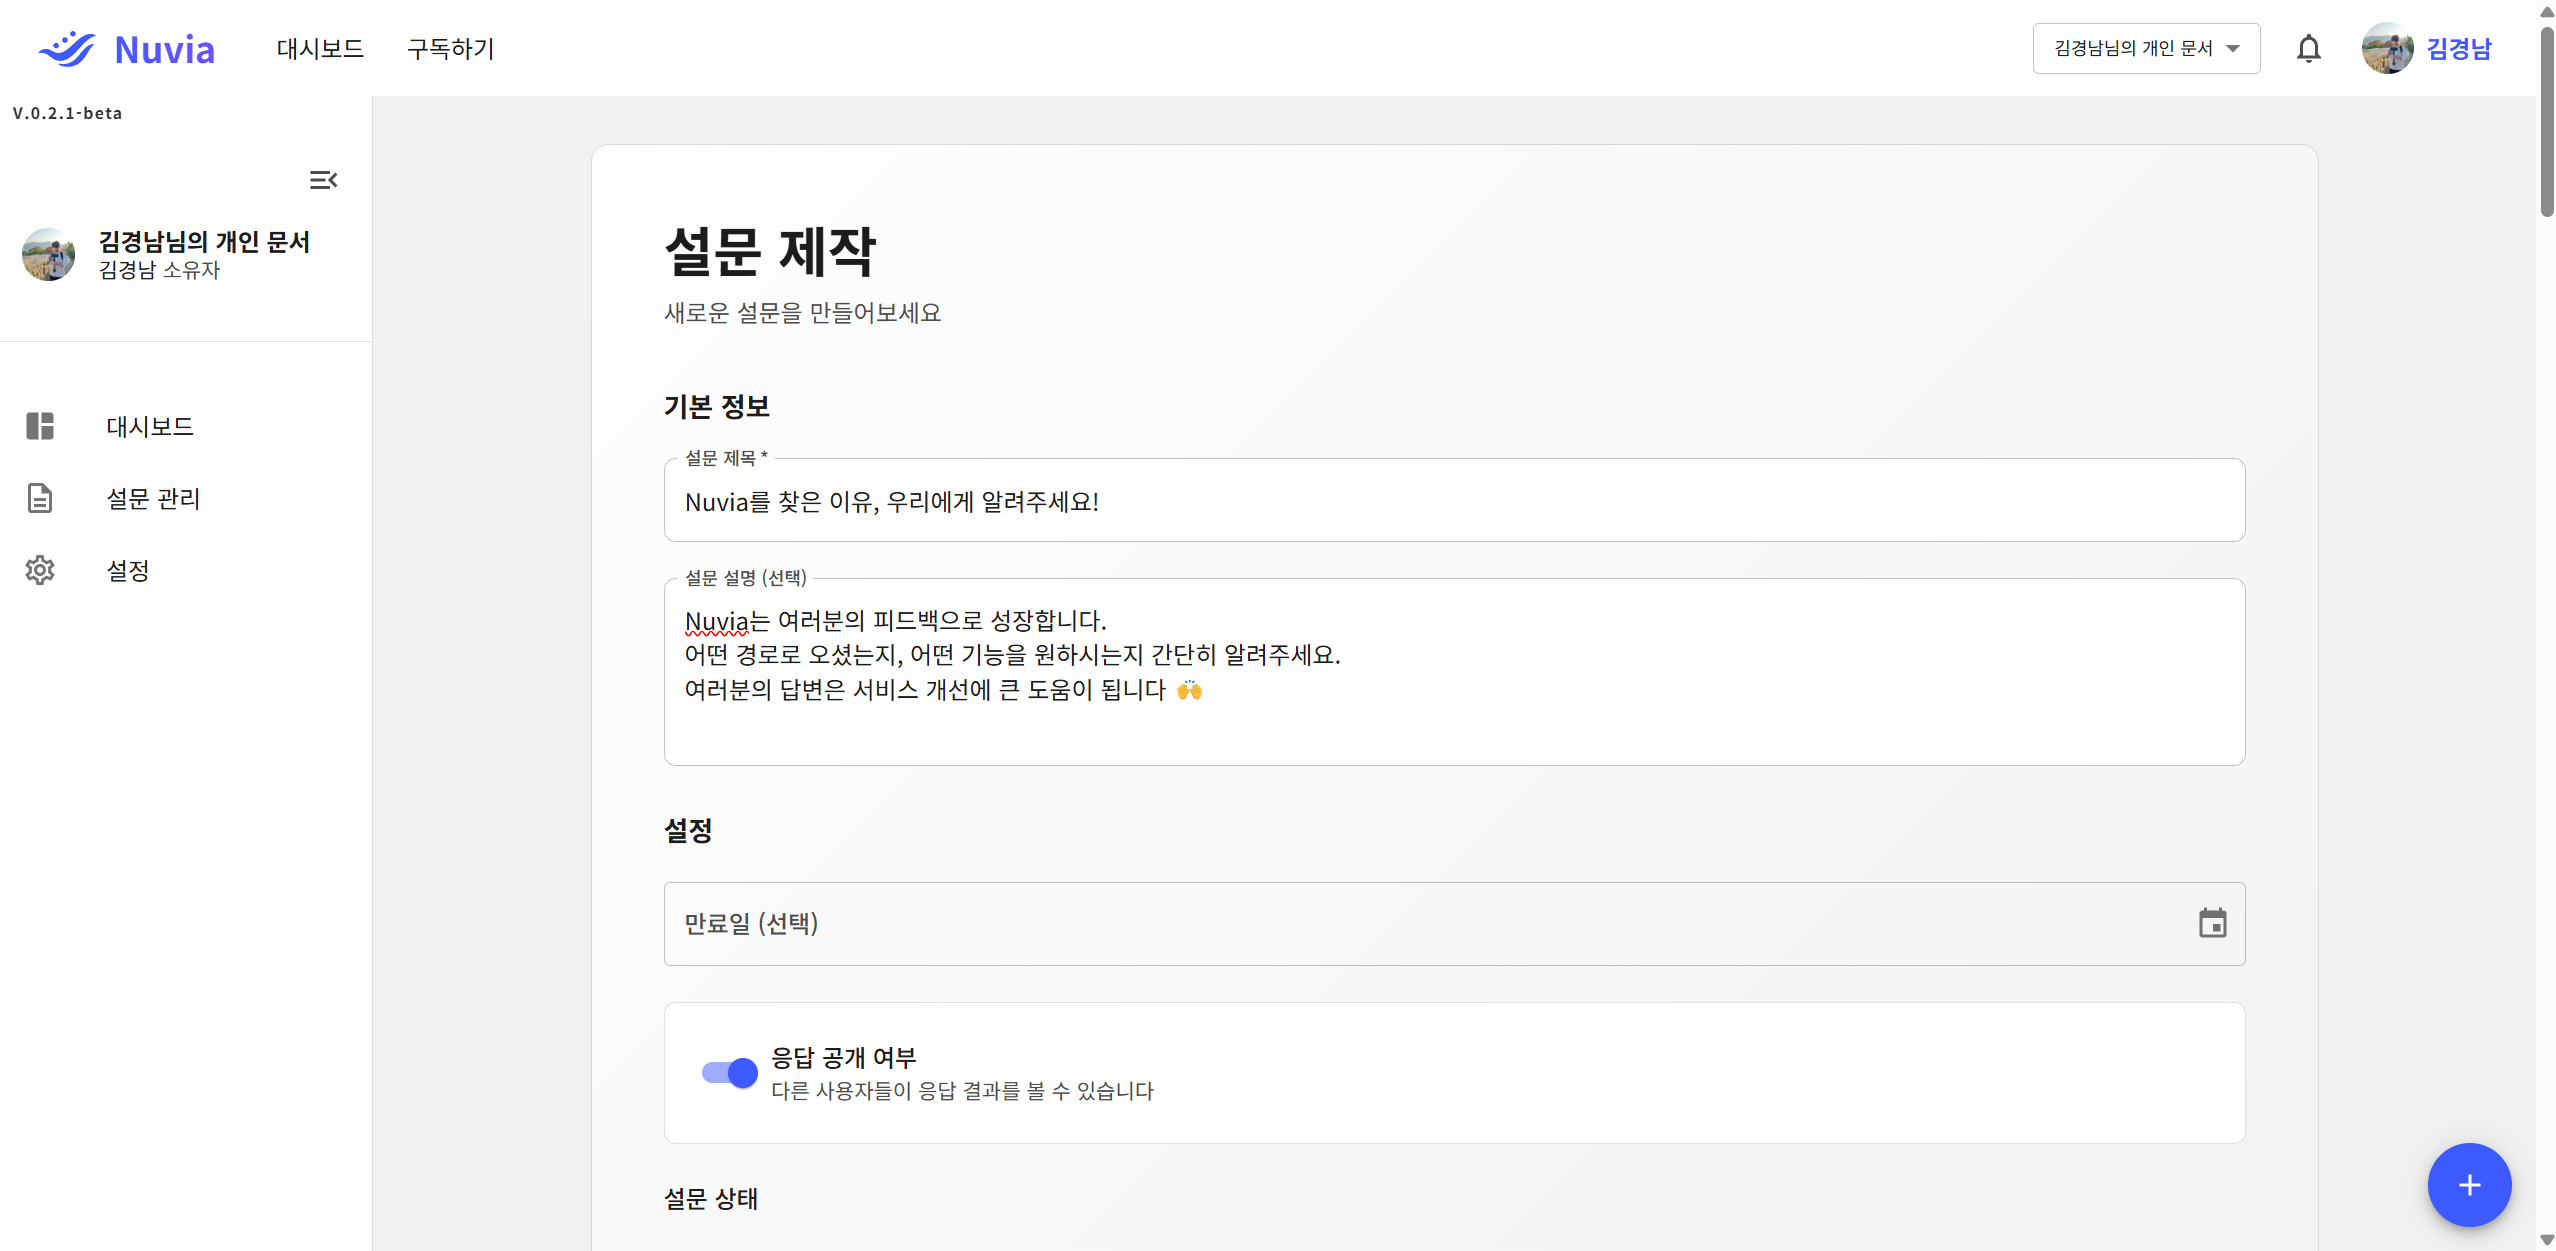 Nuvia
대시보드
구독하기
김경남님의 개인 문서
김경남
V.0.2.1-beta
김경남님의 개인 문서
김경남 소유자
대시보드
설문 관리
설정
설문 제작
새로운 설문을 만들어보세요
기본 정보
설문 제목 *
Nuvia를 찾은 이유, 우리에게 알려주세요!
설문 설명 (선택)
Nuvia는 여러분의 피드백으로 성장합니다.
어떤 경로로 오셨는지, 어떤 기능을 원하시는지 간단히 알려주세요.
여러분의 답변은 서비스 개선에 큰 도움이 됩니다 🙌
설정
만료일 (선택)
응답 공개 여부
다른 사용자들이 응답 결과를 볼 수 있습니다
설문 상태